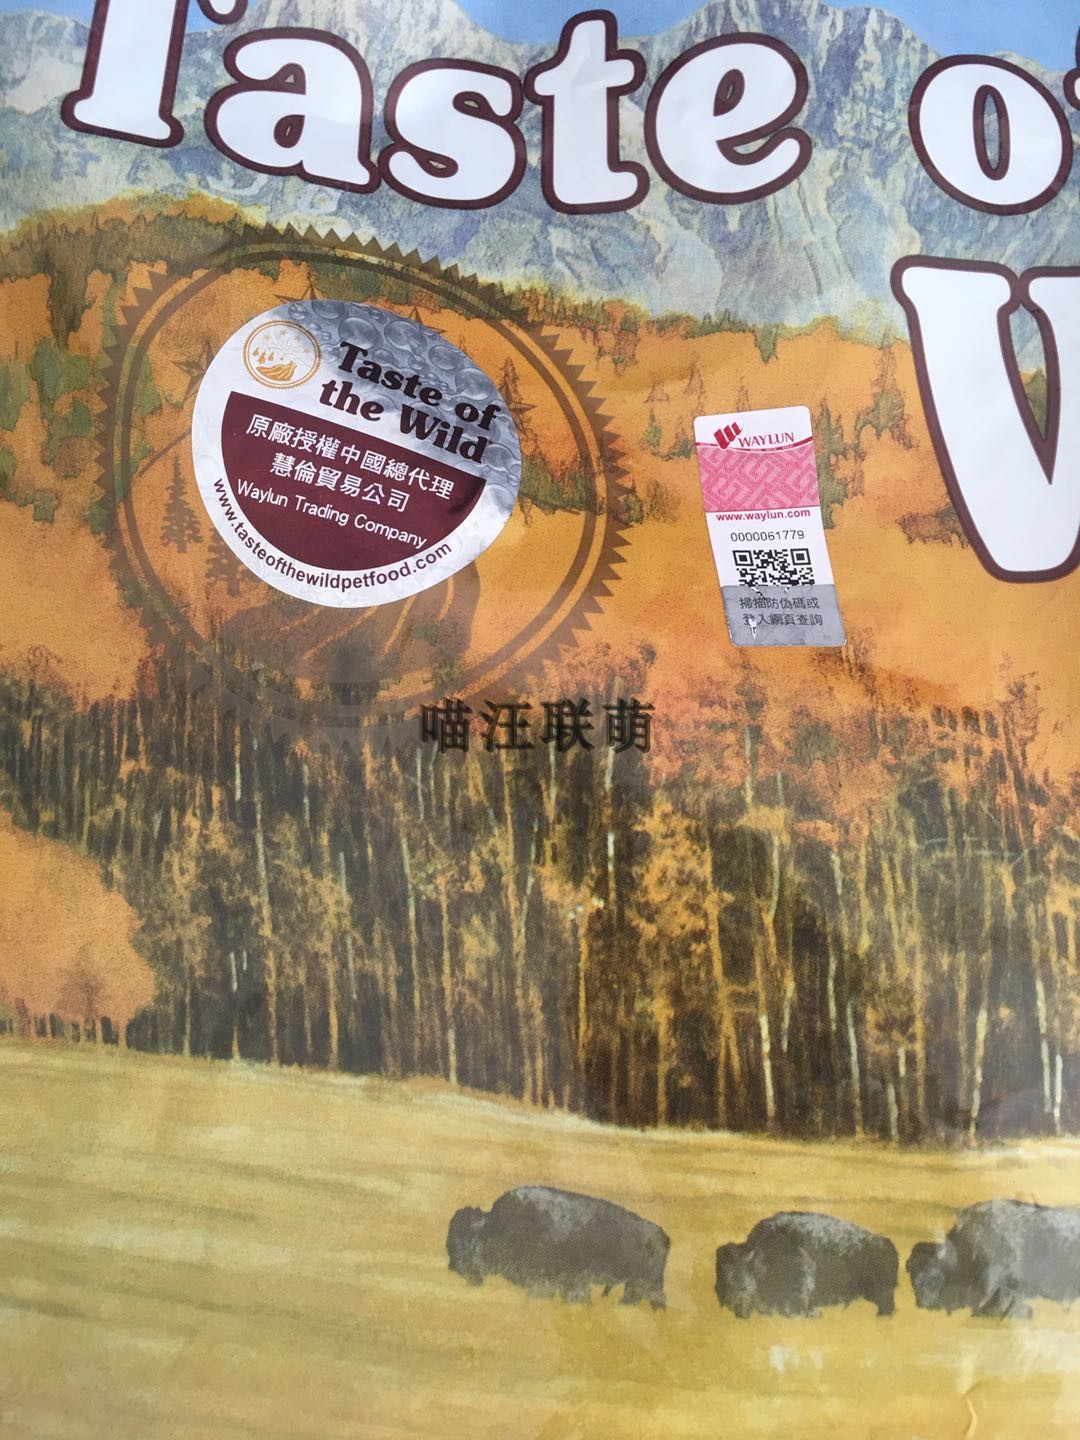 Taste of
W
Taste of
the Wild
原廠授權中國總代理
慧倫貿易公司
Waylun Trading Company
www.tasteofthewildpetfood.com
WAYLUN
www.waylun.com
0000061779
掃描防偽碼或
登入網頁查詢
喵汪联萌